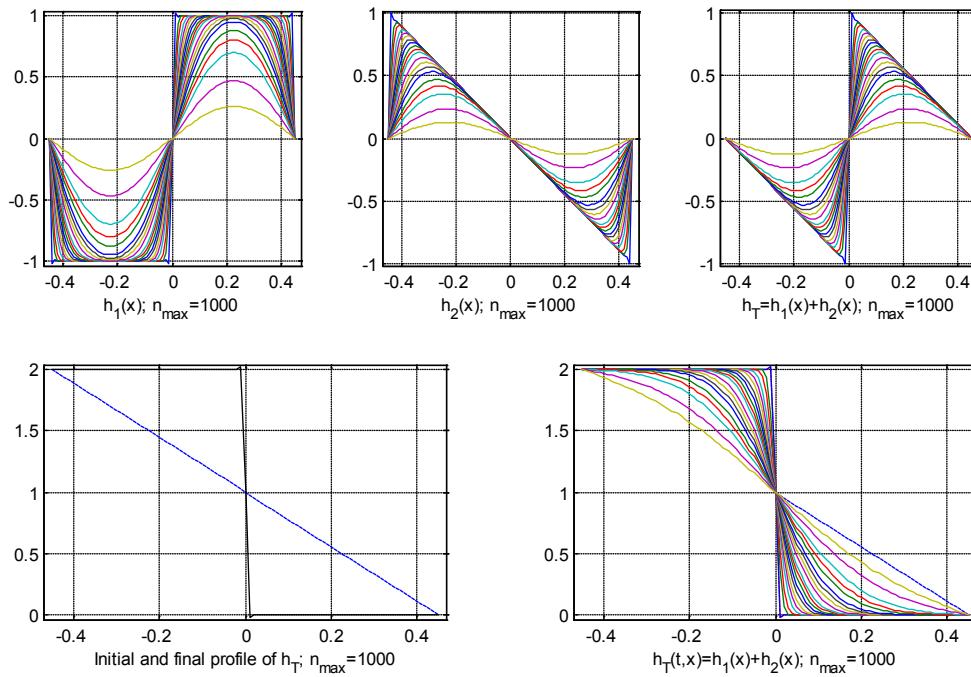 1
0.5
0
-0.5
-1
-0.4 -0.2 0 0.2 0.4
h1(x); nmax=1000
1
0.5
0
-0.5
-1
-0.4 -0.2 0 0.2 0.4
h2(x); nmax=1000
1
0.5
0
-0.5
-1
-0.4 -0.2 0 0.2 0.4
hT=h1(x)+h2(x); nmax=1000
2
1.5
1
0.5
0
-0.4 -0.2 0 0.2 0.4
Initial and final profile of hT; nmax=1000
2
1.5
1
0.5
0
-0.4 -0.2 0 0.2 0.4
hT(t,x)=h1(x)+h2(x); nmax=1000